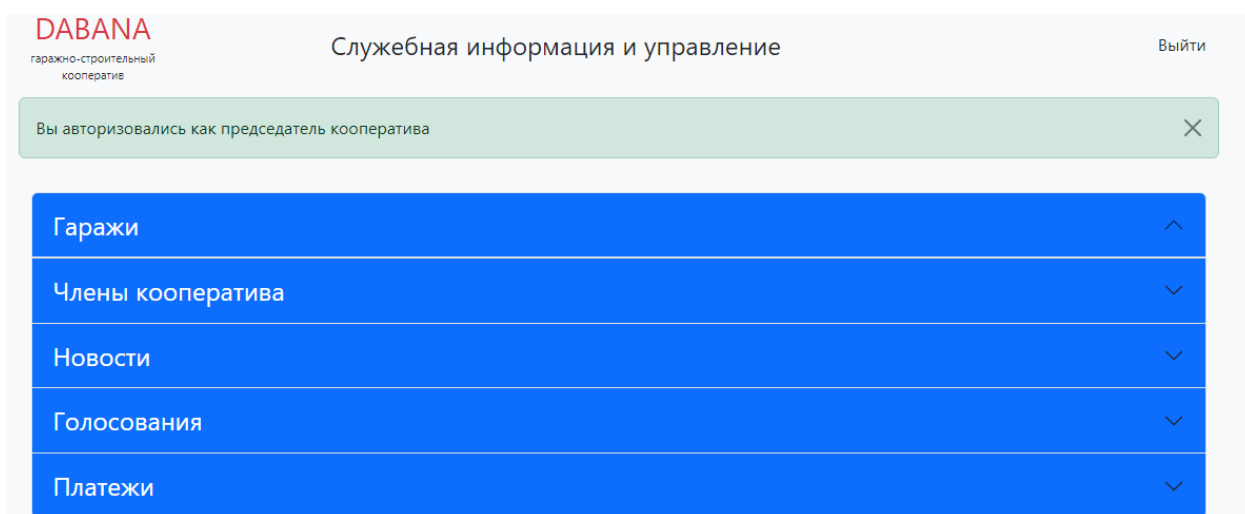 DABANA
гаражно-строительный
кооператив
Служебная информация и управление
Выйти
Вы авторизовались как председатель кооператива
Гаражи
Члены кооператива
Новости
Голосования
Платежи